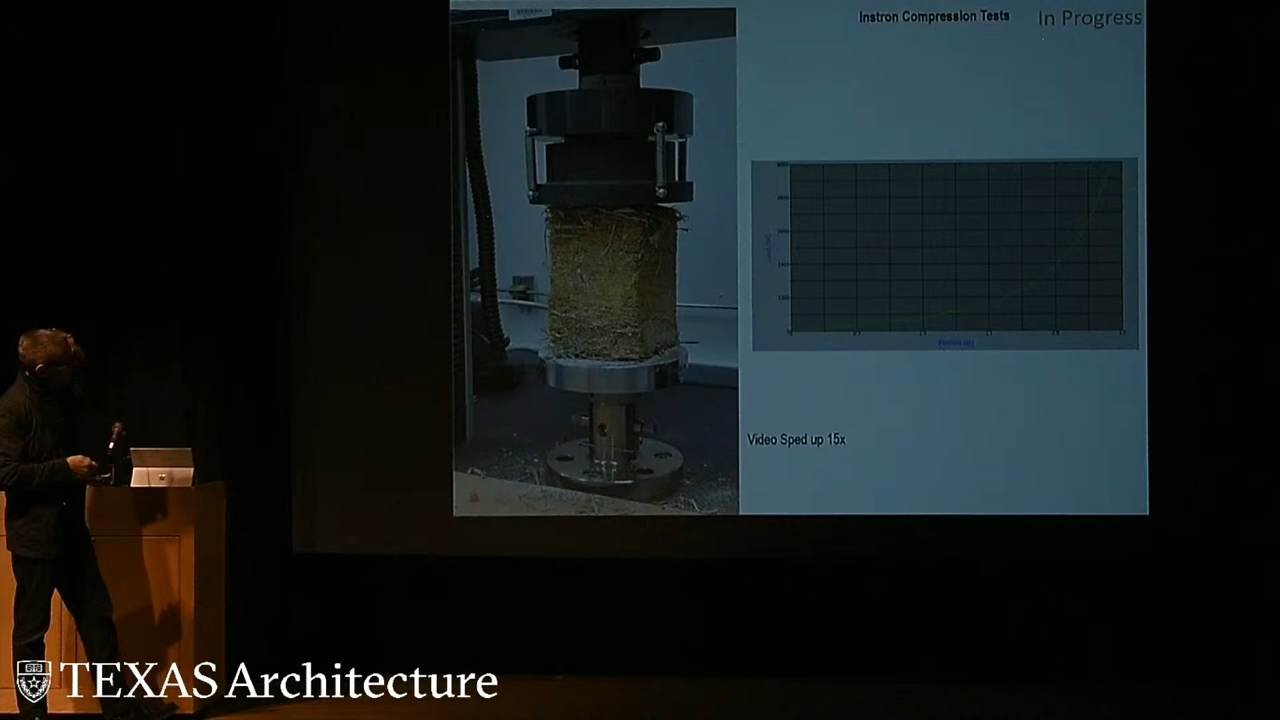 Instron Compression Tests
In Progress
Video Sped up 15x
TEXAS Architecture